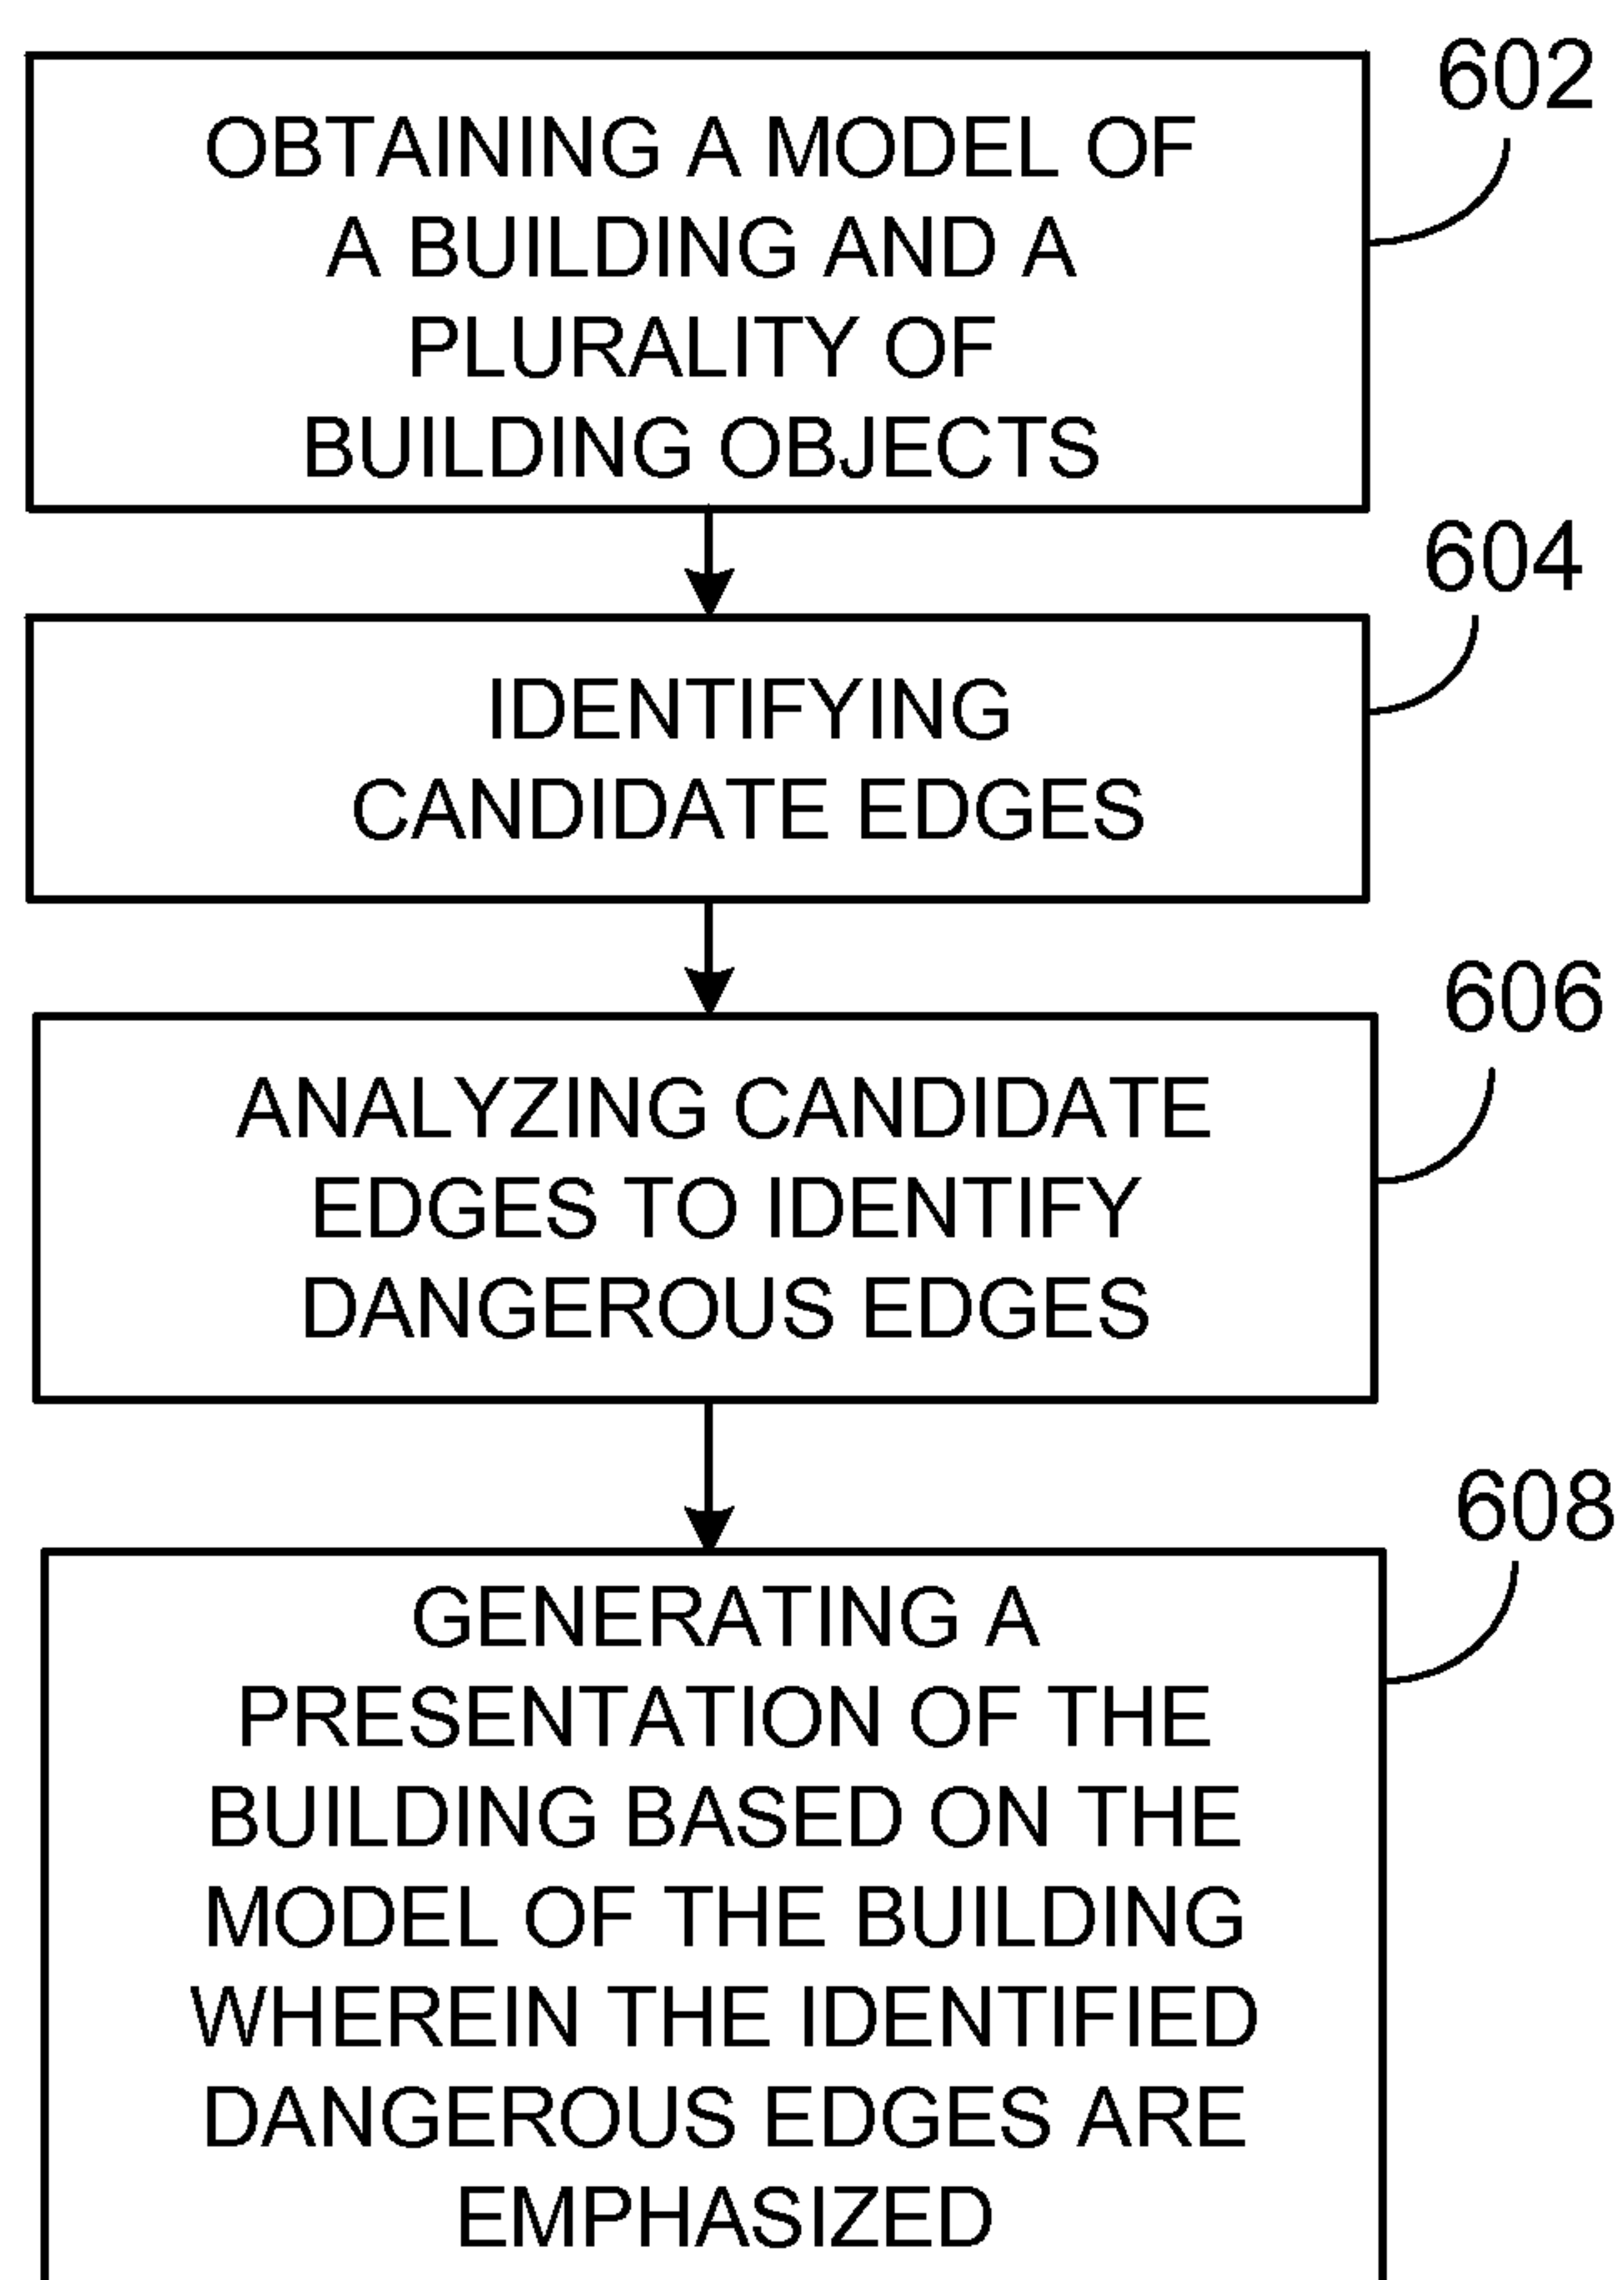 602
OBTAINING A MODEL OF
A BUILDING AND A
PLURALITY OF
BUILDING OBJECTS
604
IDENTIFYING
CANDIDATE EDGES
606
ANALYZING CANDIDATE
EDGES TO IDENTIFY
DANGEROUS EDGES
608
GENERATING A
PRESENTATION OF THE
BUILDING BASED ON THE
MODEL OF THE BUILDING
WHEREIN THE IDENTIFIED
DANGEROUS EDGES ARE
EMPHASIZED